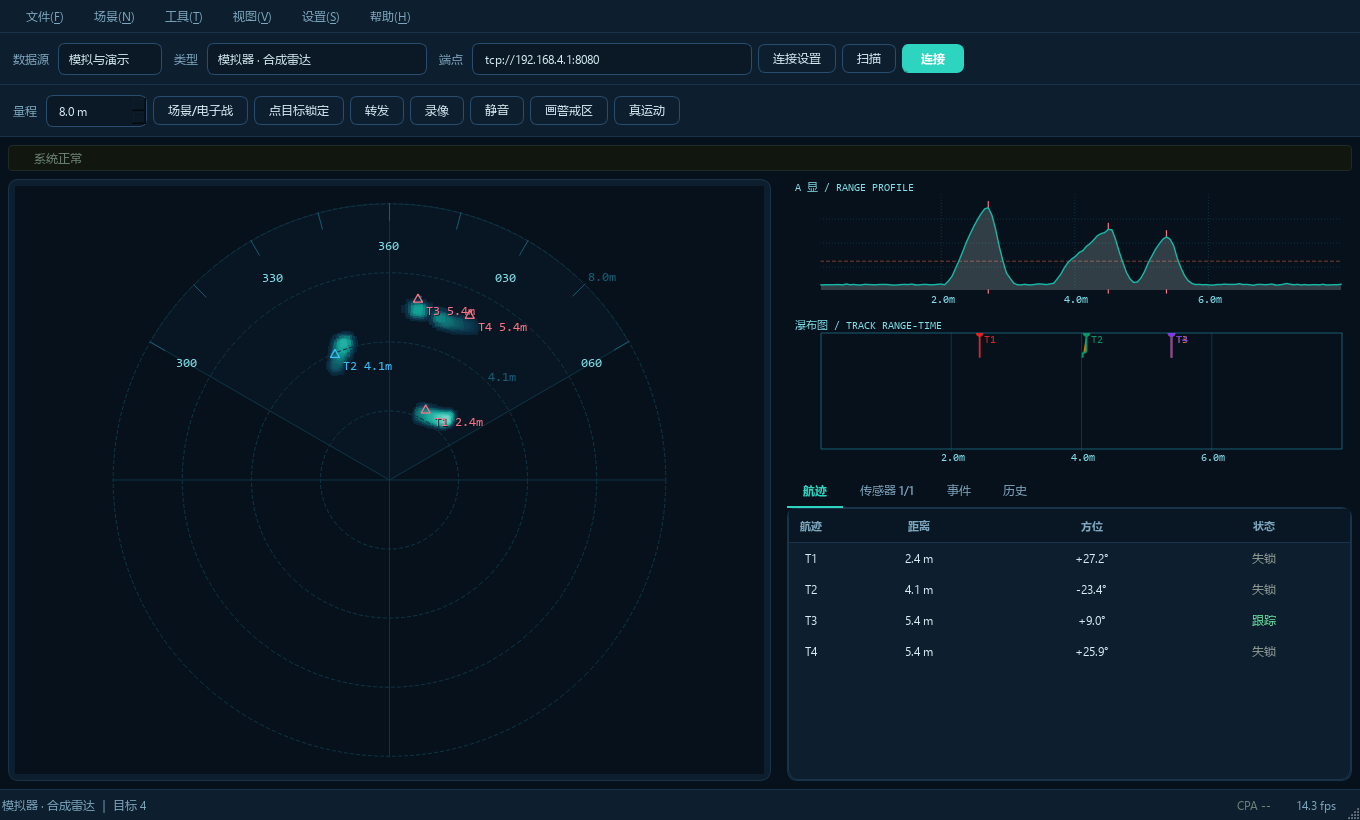 文件(F) 场景(N) 工具(T) 视图(V) 设置(S) 帮助(H)
数据源 模拟与演示 类型 模拟器 · 合成雷达 端点 tcp://192.168.4.1:8080 连接设置 扫描 连接
量程 8.0 m 场景/电子战 点目标锁定 转发 录像 静音 画警戒区 真运动
系统正常
360
330
030
8.0m
300
060
T3 5.4m
T4 5.4m
T2 4.1m
4.1m
T1 2.4m
A 显 / RANGE PROFILE
2.0m 4.0m 6.0m
瀑布图 / TRACK RANGE-TIME
T1 T2
2.0m 4.0m 6.0m
航迹 传感器 1/1 事件 历史
航迹 距离 方位 状态
T1 2.4 m +27.2° 失锁
T2 4.1 m -23.4° 失锁
T3 5.4 m +9.0° 跟踪
T4 5.4 m +25.9° 失锁
模拟器 · 合成雷达 | 目标 4 CPA -- 14.3 fps